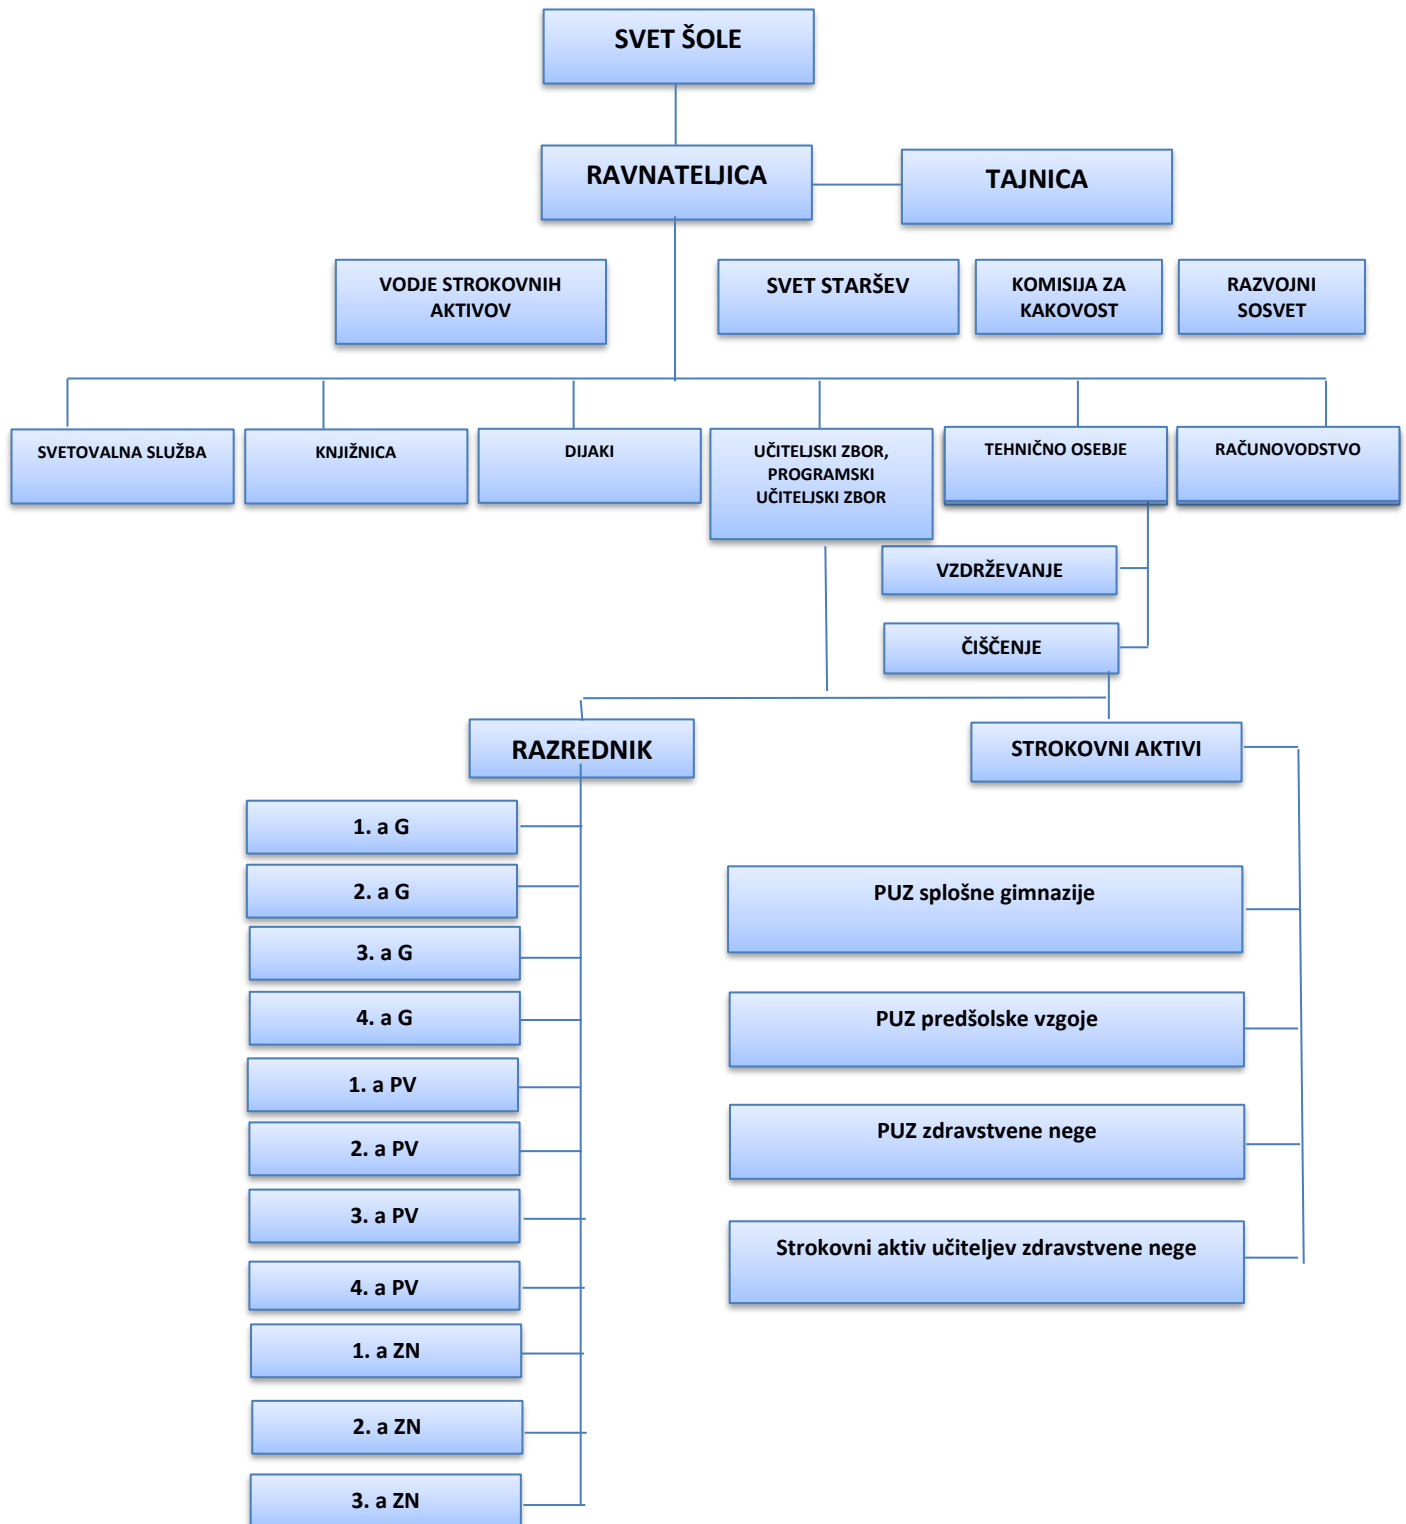 SVET ŠOLE
RAVNATELJICA
TAJNICA
VODJE STROKOVNIH
AKTIVOV
SVET STARŠEV
KOMISIJA ZA
KAKOVOST
RAZVOJNI
SOSVET
SVETOVALNA SLUŽBA
KNJIŽNICA
DIJAKI
UČITELJSKI ZBOR,
PROGRAMSKI
UČITELJSKI ZBOR
TEHNIČNO OSEBJE
RAČUNOVODSTVO
VZDRŽEVANJE
ČIŠČENJE
RAZREDNIK
STROKOVNI AKTIVI
1. a G
2. a G
3. a G
4. a G
1. a PV
2. a PV
3. a PV
4. a PV
1. a ZN
2. a ZN
3. a ZN
PUZ splošne gimnazije
PUZ predšolske vzgoje
PUZ zdravstvene nege
Strokovni aktiv učiteljev zdravstvene nege